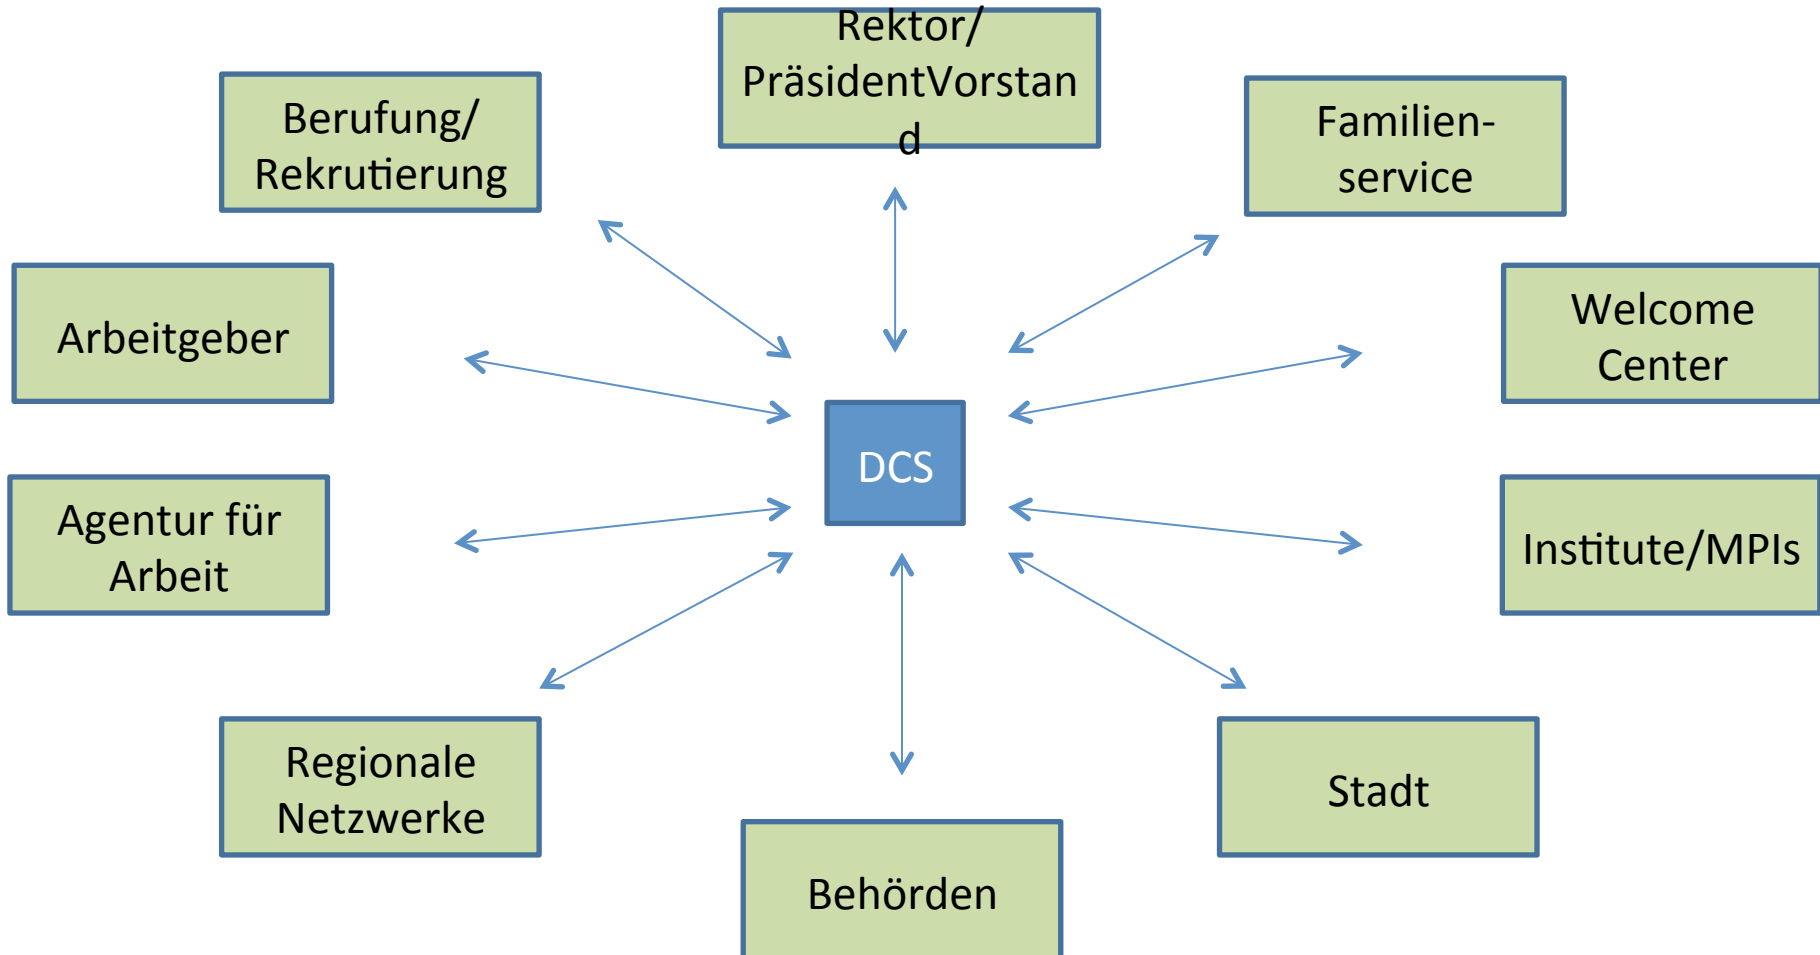 Rektor/
PräsidentVorstan
d
Berufung/
Rekrutierung
Familien-
service
Arbeitgeber
Welcome
Center
DCS
Agentur für
Arbeit
Institute/MPIs
Regionale
Netzwerke
Stadt
Behörden